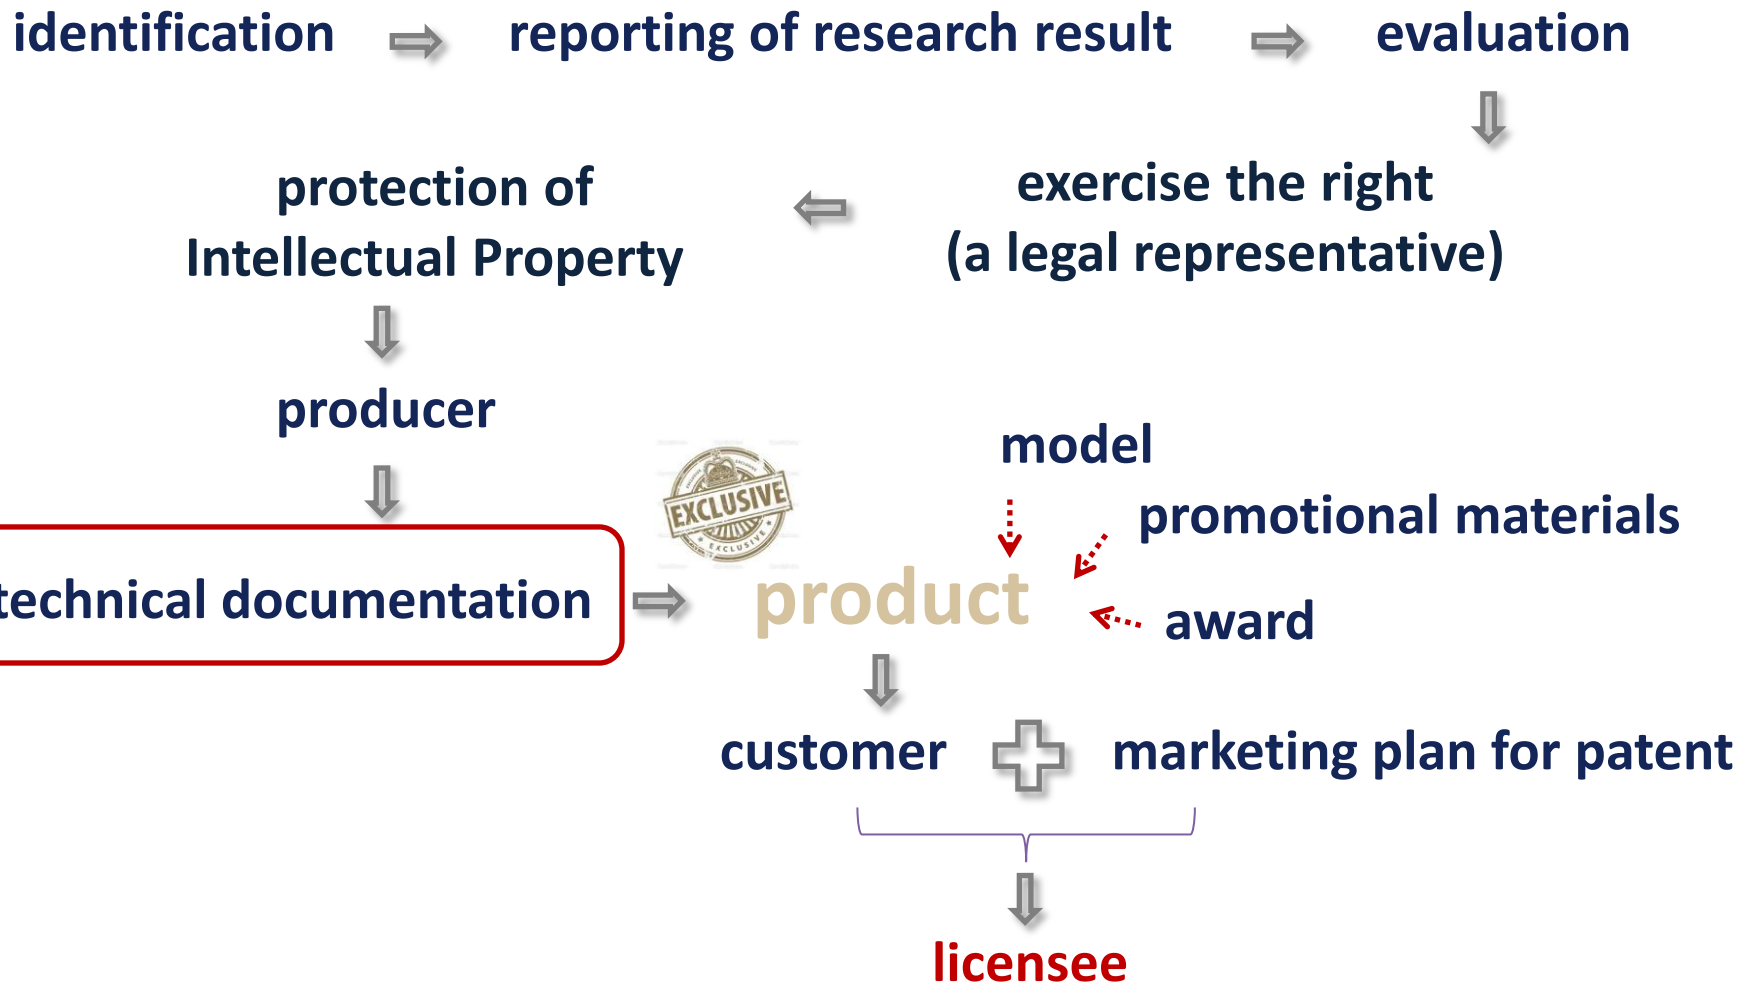 identification
reporting of research result
evaluation
protection of
Intellectual Property
exercise the right
(a legal representative)
producer
model
EXCLUSIVE
EXCLUSIVE
promotional materials
technical documentation
product
award
customer
marketing plan for patent
licensee